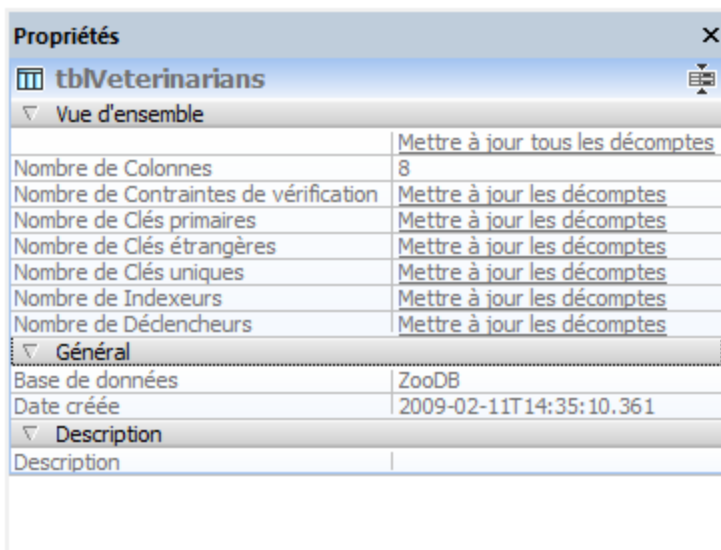 Propriétés
tblVeterinarians
Vue d'ensemble
Mettre à jour tous les décomptes
Nombre de Colonnes 8
Nombre de Contraintes de vérification Mettre à jour les décomptes
Nombre de Clés primaires Mettre à jour les décomptes
Nombre de Clés étrangères Mettre à jour les décomptes
Nombre de Clés uniques Mettre à jour les décomptes
Nombre de Indexeurs Mettre à jour les décomptes
Nombre de Déclencheurs Mettre à jour les décomptes
Général
Base de données ZooDB
Date créée 2009-02-11T14:35:10.361
Description
Description